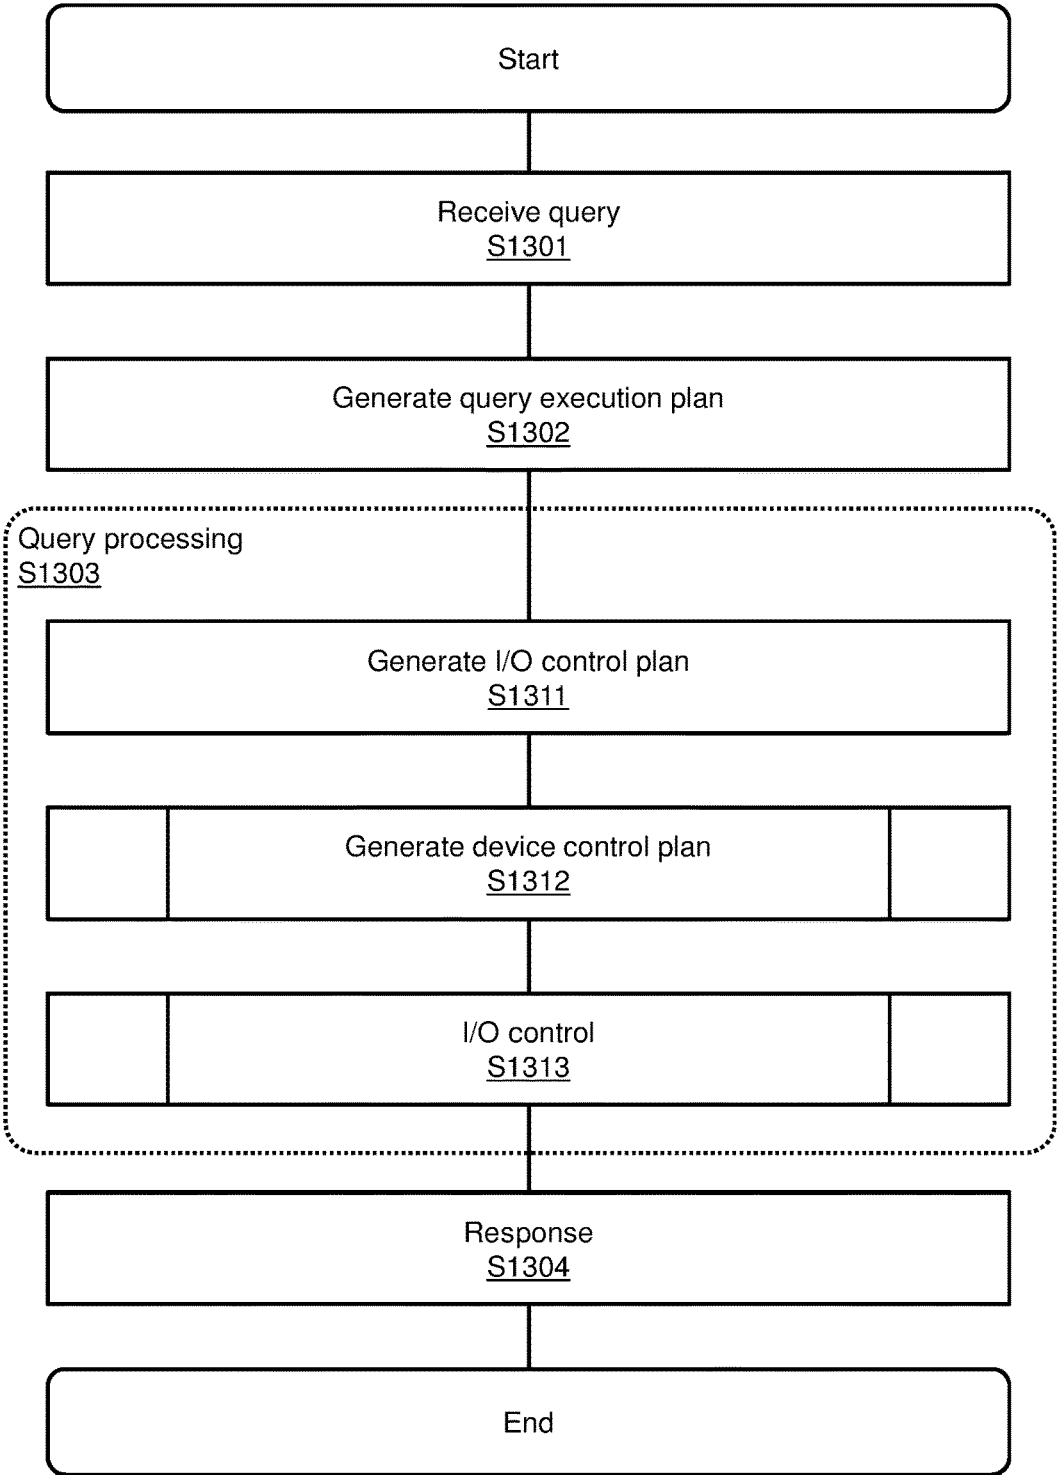 Start
Receive query
S1301
Generate query execution plan
S1302
Query processing
S1303
Generate I/O control plan
S1311
Generate device control plan
S1312
I/O control
S1313
Response
S1304
End